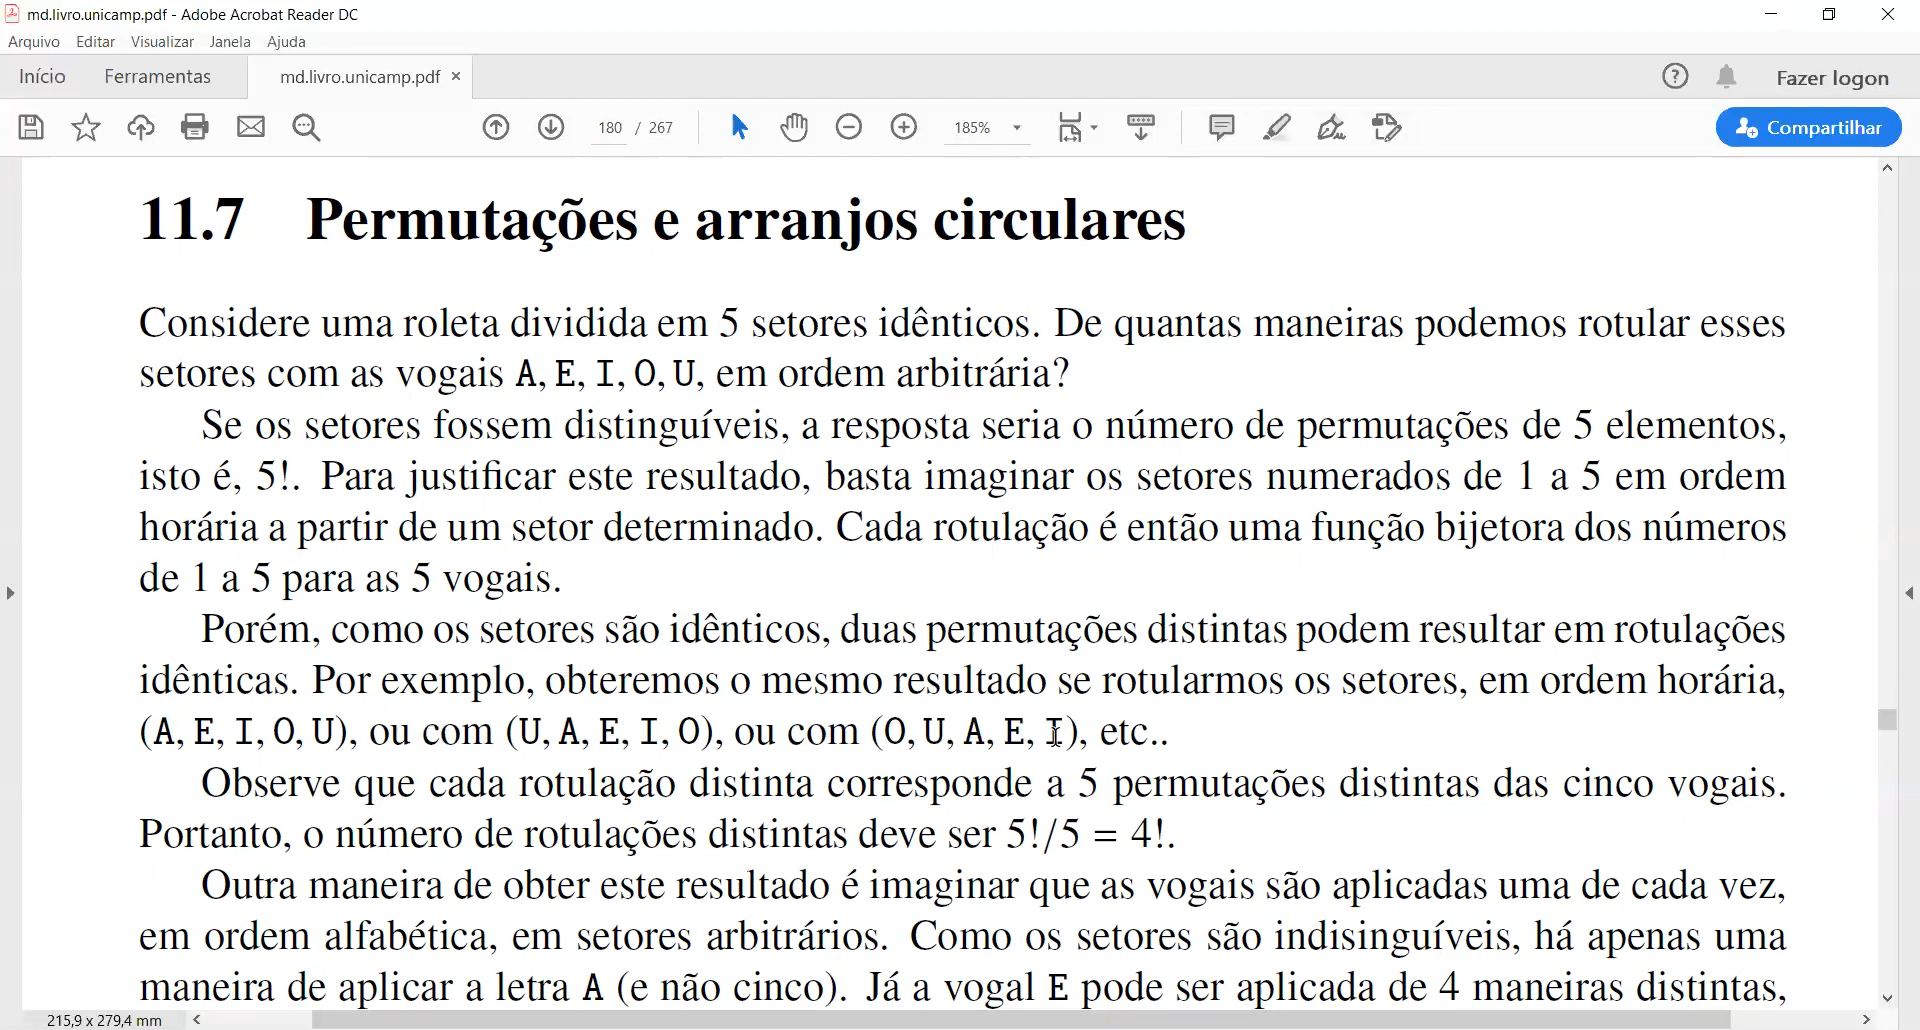 md.livro.unicamp.pdf - Adobe Acrobat Reader DC
Arquivo Editar Visualizar Janela Ajuda
Início Ferramentas md.livro.unicamp.pdf × Fazer logon
180 / 267 185% Compartilhar
11.7 Permutações e arranjos circulares
Considere uma roleta dividida em 5 setores idênticos. De quantas maneiras podemos rotular esses
setores com as vogais A, E, I, O, U, em ordem arbitrária?
Se os setores fossem distinguíveis, a resposta seria o número de permutações de 5 elementos,
isto é, 5!. Para justificar este resultado, basta imaginar os setores numerados de 1 a 5 em ordem
horária a partir de um setor determinado. Cada rotulação é então uma função bijetora dos números
de 1 a 5 para as 5 vogais.
Porém, como os setores são idênticos, duas permutações distintas podem resultar em rotulações
idênticas. Por exemplo, obteremos o mesmo resultado se rotularmos os setores, em ordem horária,
(A, E, I, O, U), ou com (U, A, E, I, O), ou com (O, U, A, E, I), etc..
Observe que cada rotulação distinta corresponde a 5 permutações distintas das cinco vogais.
Portanto, o número de rotulações distintas deve ser 5!/5 = 4!.
Outra maneira de obter este resultado é imaginar que as vogais são aplicadas uma de cada vez,
em ordem alfabética, em setores arbitrários. Como os setores são indisinguíveis, há apenas uma
maneira de aplicar a letra A (e não cinco). Já a vogal E pode ser aplicada de 4 maneiras distintas,
215,9 x 279,4 mm